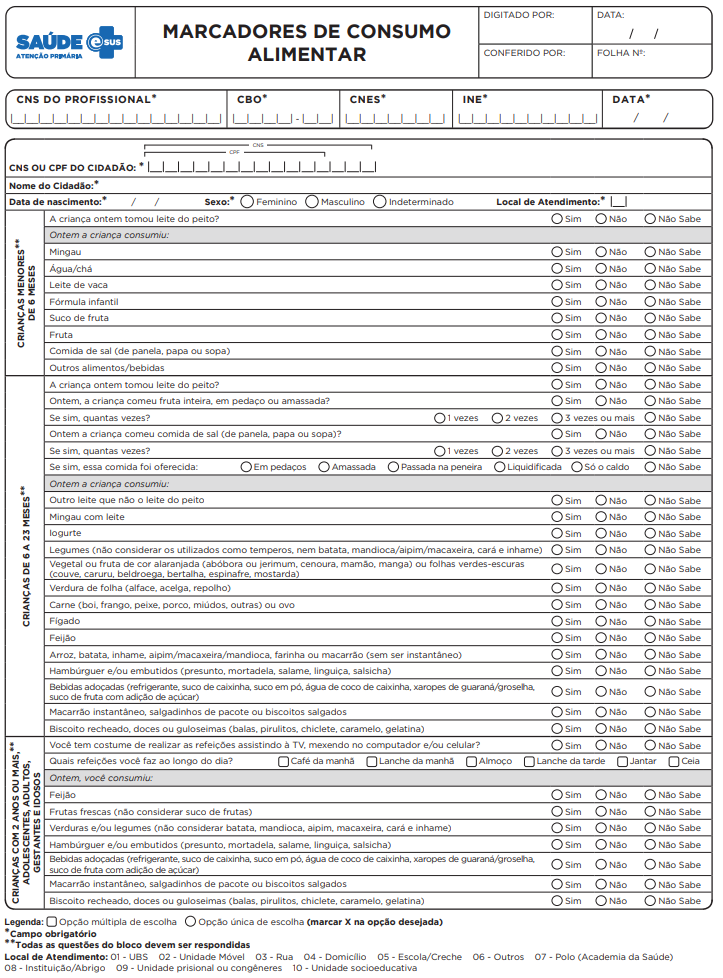 SAÚDE e SUS
ATENÇÃO PRIMÁRIA
MARCADORES DE CONSUMO
ALIMENTAR
DIGITADO POR:
DATA:
/ /
CONFERIDO POR:
FOLHA Nº:
CNS DO PROFISSIONAL*
CBO*
CNES*
INE*
DATA*
-
/ /
CNS
CPF
CNS OU CPF DO CIDADÃO: *
Nome do Cidadão:*
Data de nascimento:* / / Sexo:* Feminino Masculino Indeterminado Local de Atendimento:*
CRIANÇAS MENORES**
DE 6 MESES
A criança ontem tomou leite do peito? Sim Não Não Sabe
Ontem a criança consumiu:
Mingau Sim Não Não Sabe
Água/chá Sim Não Não Sabe
Leite de vaca Sim Não Não Sabe
Fórmula infantil Sim Não Não Sabe
Suco de fruta Sim Não Não Sabe
Fruta Sim Não Não Sabe
Comida de sal (de panela, papa ou sopa) Sim Não Não Sabe
Outros alimentos/bebidas Sim Não Não Sabe
CRIANÇAS DE 6 A 23 MESES**
A criança ontem tomou leite do peito? Sim Não Não Sabe
Ontem, a criança comeu fruta inteira, em pedaço ou amassada? Sim Não Não Sabe
Se sim, quantas vezes? 1 vezes 2 vezes 3 vezes ou mais Não Sabe
Ontem a criança comeu comida de sal (de panela, papa ou sopa)? Sim Não Não Sabe
Se sim, quantas vezes? 1 vezes 2 vezes 3 vezes ou mais Não Sabe
Se sim, essa comida foi oferecida: Em pedaços Amassada Passada na peneira Liquidificada Só o caldo Não Sabe
Ontem a criança consumiu:
Outro leite que não o leite do peito Sim Não Não Sabe
Mingau com leite Sim Não Não Sabe
Iogurte Sim Não Não Sabe
Legumes (não considerar os utilizados como temperos, nem batata, mandioca/aipim/macaxeira, cará e inhame) Sim Não Não Sabe
Vegetal ou fruta de cor alaranjada (abóbora ou jerimum, cenoura, mamão, manga) ou folhas verdes-escuras
(couve, caruru, beldroega, bertalha, espinafre, mostarda) Sim Não Não Sabe
Verdura de folha (alface, acelga, repolho) Sim Não Não Sabe
Carne (boi, frango, peixe, porco, miúdos, outras) ou ovo Sim Não Não Sabe
Fígado Sim Não Não Sabe
Feijão Sim Não Não Sabe
Arroz, batata, inhame, aipim/macaxeira/mandioca, farinha ou macarrão (sem ser instantâneo) Sim Não Não Sabe
Hambúrguer e/ou embutidos (presunto, mortadela, salame, linguiça, salsicha) Sim Não Não Sabe
Bebidas adoçadas (refrigerante, suco de caixinha, suco em pó, água de coco de caixinha, xaropes de guaraná/groselha,
suco de fruta com adição de açúcar) Sim Não Não Sabe
Macarrão instantâneo, salgadinhos de pacote ou biscoitos salgados Sim Não Não Sabe
Biscoito recheado, doces ou guloseimas (balas, pirulitos, chiclete, caramelo, gelatina) Sim Não Não Sabe
CRIANÇAS COM 2 ANOS OU MAIS,**
ADOLESCENTES, ADULTOS,
GESTANTES E IDOSOS
Você tem costume de realizar as refeições assistindo à TV, mexendo no computador e/ou celular? Sim Não Não Sabe
Quais refeições você faz ao longo do dia? Café da manhã Lanche da manhã Almoço Lanche da tarde Jantar Ceia
Ontem, você consumiu:
Feijão Sim Não Não Sabe
Frutas frescas (não considerar suco de frutas) Sim Não Não Sabe
Verduras e/ou legumes (não considerar batata, mandioca, aipim, macaxeira, cará e inhame) Sim Não Não Sabe
Hambúrguer e/ou embutidos (presunto, mortadela, salame, linguiça, salsicha) Sim Não Não Sabe
Bebidas adoçadas (refrigerante, suco de caixinha, suco em pó, água de coco de caixinha, xaropes de guaraná/groselha,
suco de fruta com adição de açúcar) Sim Não Não Sabe
Macarrão instantâneo, salgadinhos de pacote ou biscoitos salgados Sim Não Não Sabe
Biscoito recheado, doces ou guloseimas (balas, pirulitos, chiclete, caramelo, gelatina) Sim Não Não Sabe
Legenda: Opção múltipla de escolha Opção única de escolha (marcar X na opção desejada)
*Campo obrigatório
**Todas as questões do bloco devem ser respondidas
Local de Atendimento: 01 - UBS 02 - Unidade Móvel 03 - Rua 04 - Domicílio 05 - Escola/Creche 06 - Outros 07 - Polo (Academia da Saúde)
08 - Instituição/Abrigo 09 - Unidade prisional ou congêneres 10 - Unidade socioeducativa